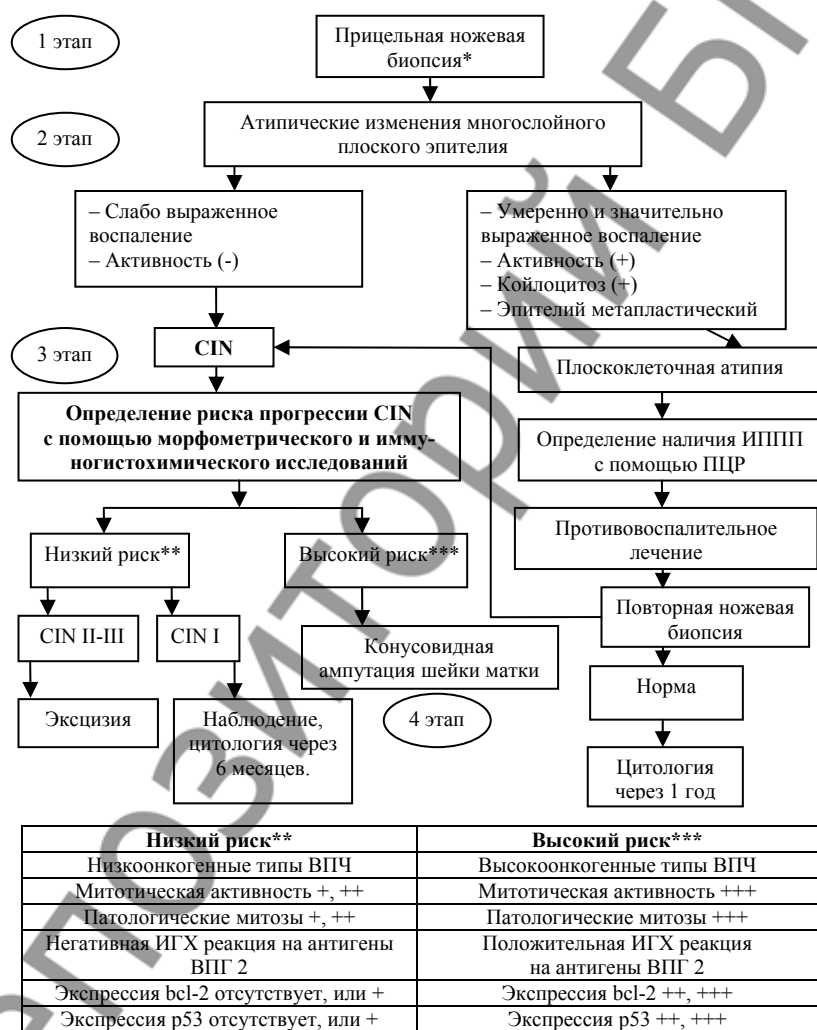 1 этап
Прицельная ножевая
биопсия*
2 этап
Атипические изменения многослойного
плоского эпителия
– Слабо выраженное
воспаление
– Активность (-)
– Умеренно и значительно
выраженное воспаление
– Активность (+)
– Койлоцитоз (+)
– Эпителий метапластический
3 этап
CIN
Плоскоклеточная атипия
Определение риска прогрессии CIN
с помощью морфометрического и имму-
ногистохимического исследований
Определение наличия ИППП
с помощью ПЦР
Противовоспалительное
лечение
Низкий риск**
Высокий риск***
Повторная ножевая
биопсия
CIN II-III
CIN I
Конусовидная
ампутация шейки матки
Норма
Эксцизия
Наблюдение,
цитология через
6 месяцев.
4 этап
Цитология
через 1 год
Низкий риск** Высокий риск***
Низкоонкогенные типы ВПЧ Высокоонкогенные типы ВПЧ
Митотическая активность +, ++ Митотическая активность +++
Патологические митозы +, ++ Патологические митозы +++
Негативная ИГХ реакция на антигены Положительная ИГХ реакция
ВПГ 2 на антигены ВПГ 2
Экспрессия bcl-2 отсутствует, или + Экспрессия bcl-2 ++, +++
Экспрессия p53 отсутствует, или + Экспрессия p53 ++, +++